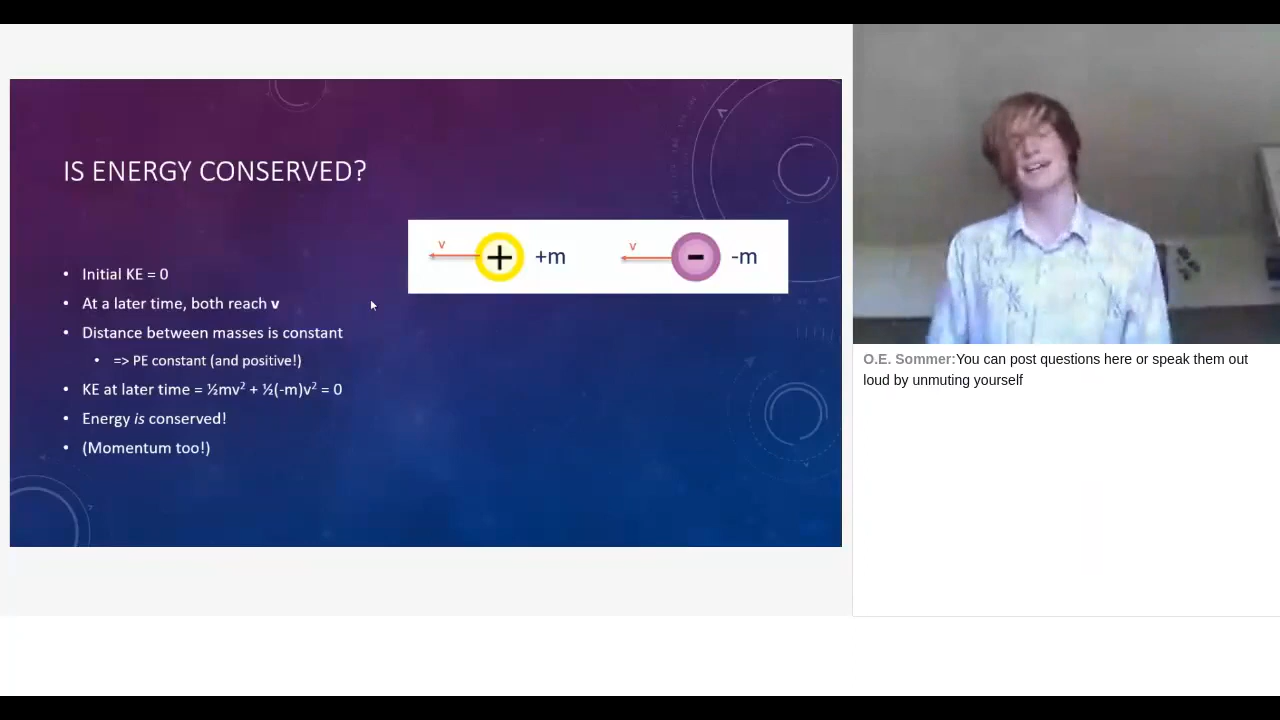 IS ENERGY CONSERVED?
v
+
+m
v
-
-m
• Initial KE = 0
• At a later time, both reach v
• Distance between masses is constant
• => PE constant (and positive!)
• KE at later time = ½mv² + ½(-m)v² = 0
• Energy is conserved!
• (Momentum too!)
O.E. Sommer:You can post questions here or speak them out
loud by unmuting yourself